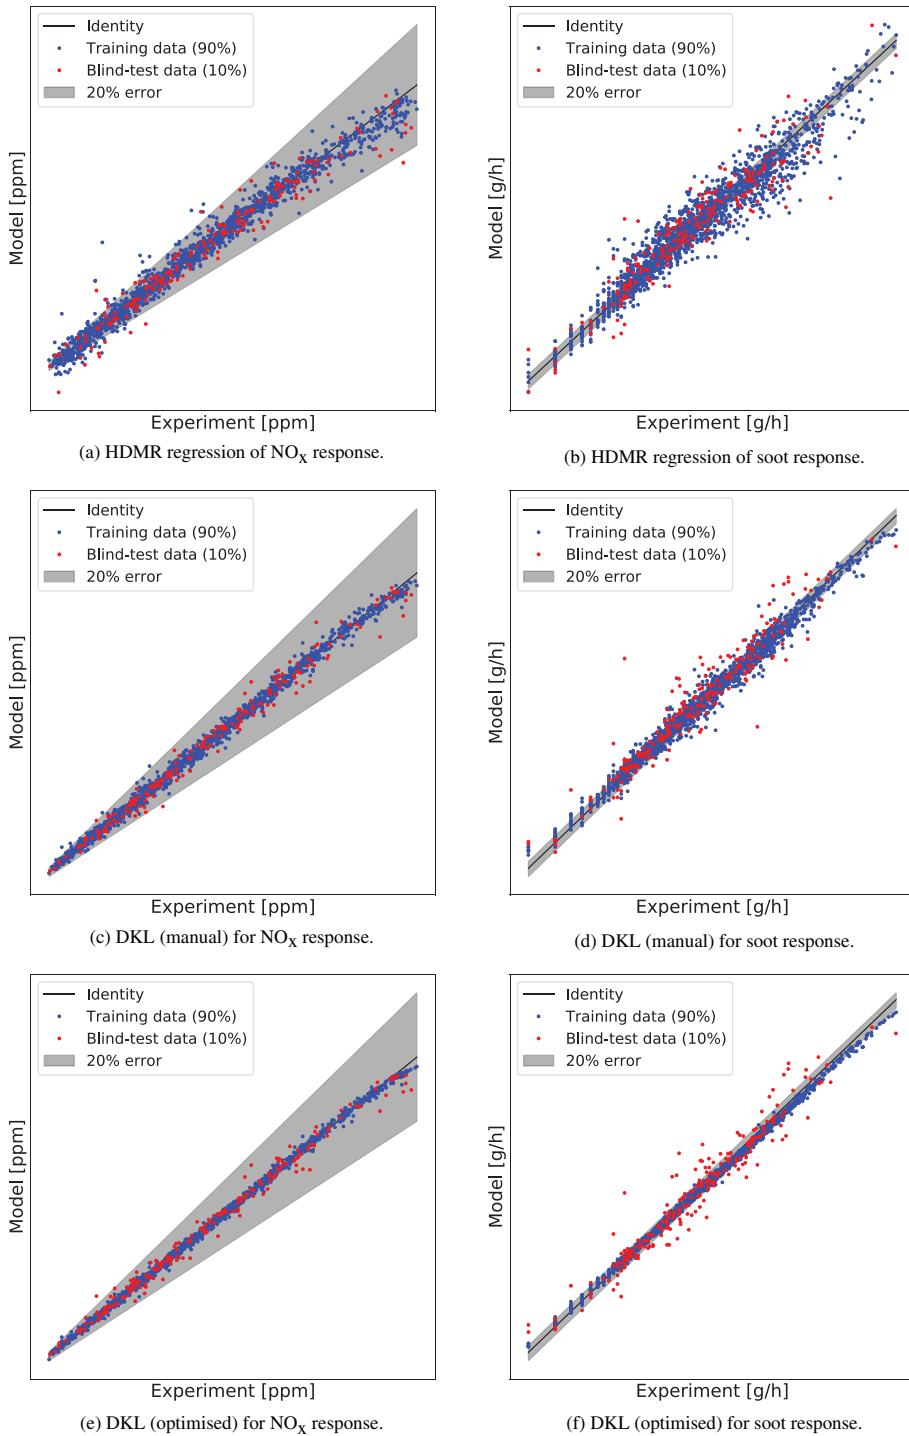 Identity
Training data (90%)
Blind-test data (10%)
20% error
Model [ppm]
Experiment [ppm]
(a) HDMR regression of NOx response.
Identity
Training data (90%)
Blind-test data (10%)
20% error
Model [g/h]
Experiment [g/h]
(b) HDMR regression of soot response.
Identity
Training data (90%)
Blind-test data (10%)
20% error
Model [ppm]
Experiment [ppm]
(c) DKL (manual) for NOx response.
Identity
Training data (90%)
Blind-test data (10%)
20% error
Model [g/h]
Experiment [g/h]
(d) DKL (manual) for soot response.
Identity
Training data (90%)
Blind-test data (10%)
20% error
Model [ppm]
Experiment [ppm]
(e) DKL (optimised) for NOx response.
Identity
Training data (90%)
Blind-test data (10%)
20% error
Model [g/h]
Experiment [g/h]
(f) DKL (optimised) for soot response.